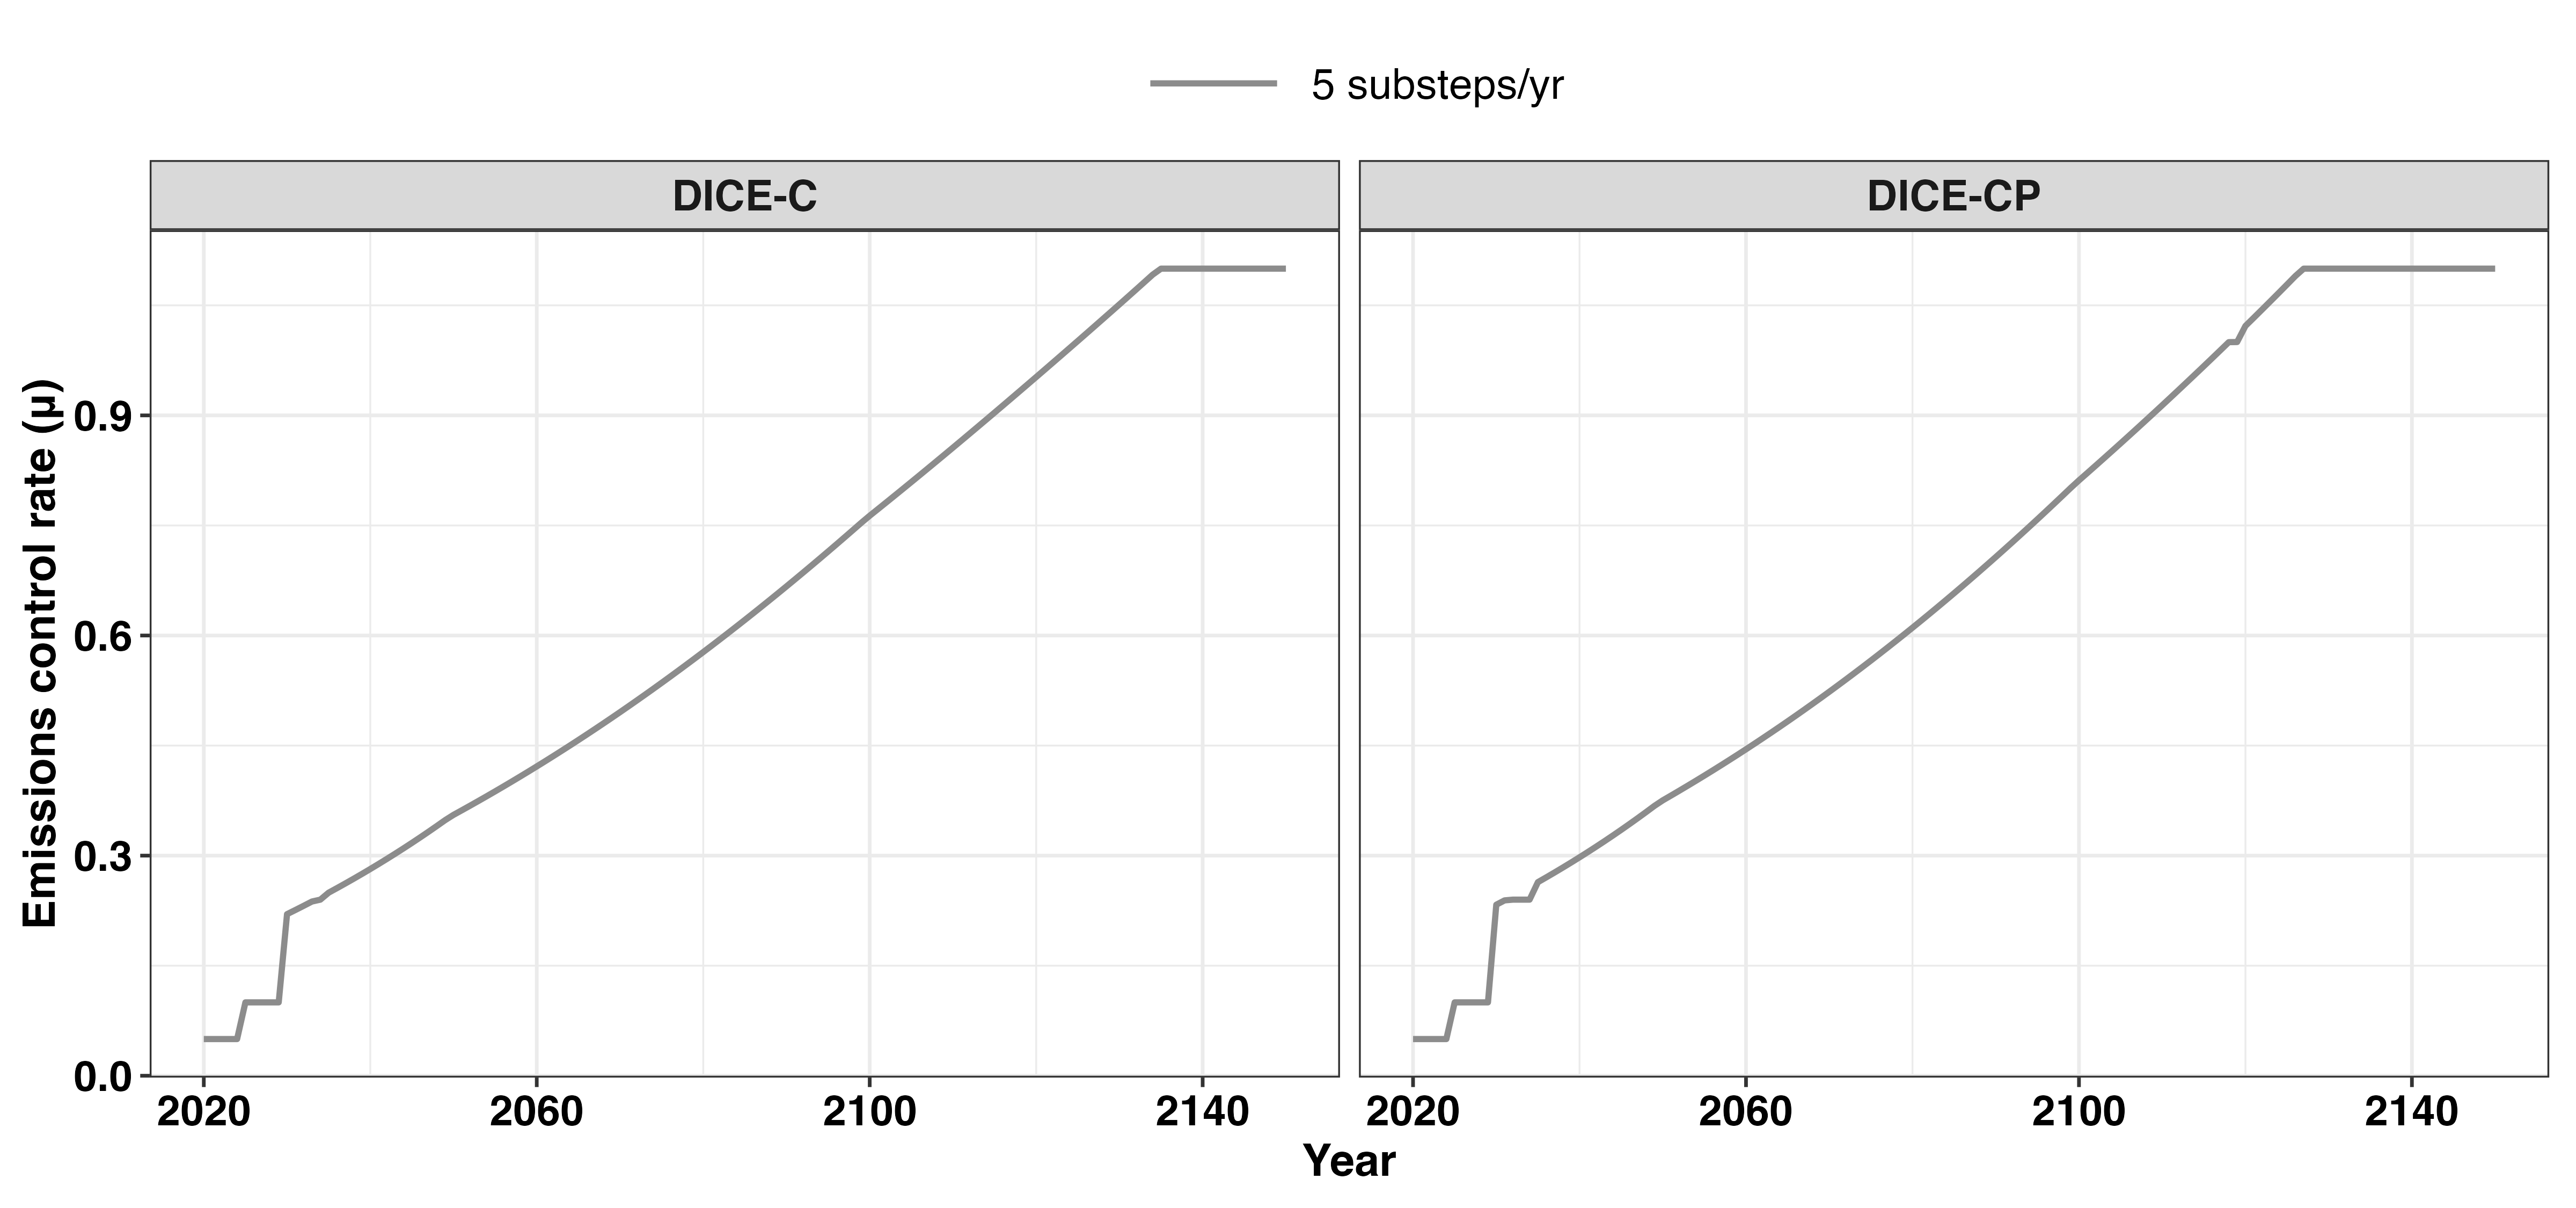 5 substeps/yr
DICE-C
DICE-CP
Emissions control rate (µ)
0.9
0.6
0.3
0.0
2020 2060 2100 2140
2020 2060 2100 2140
Year